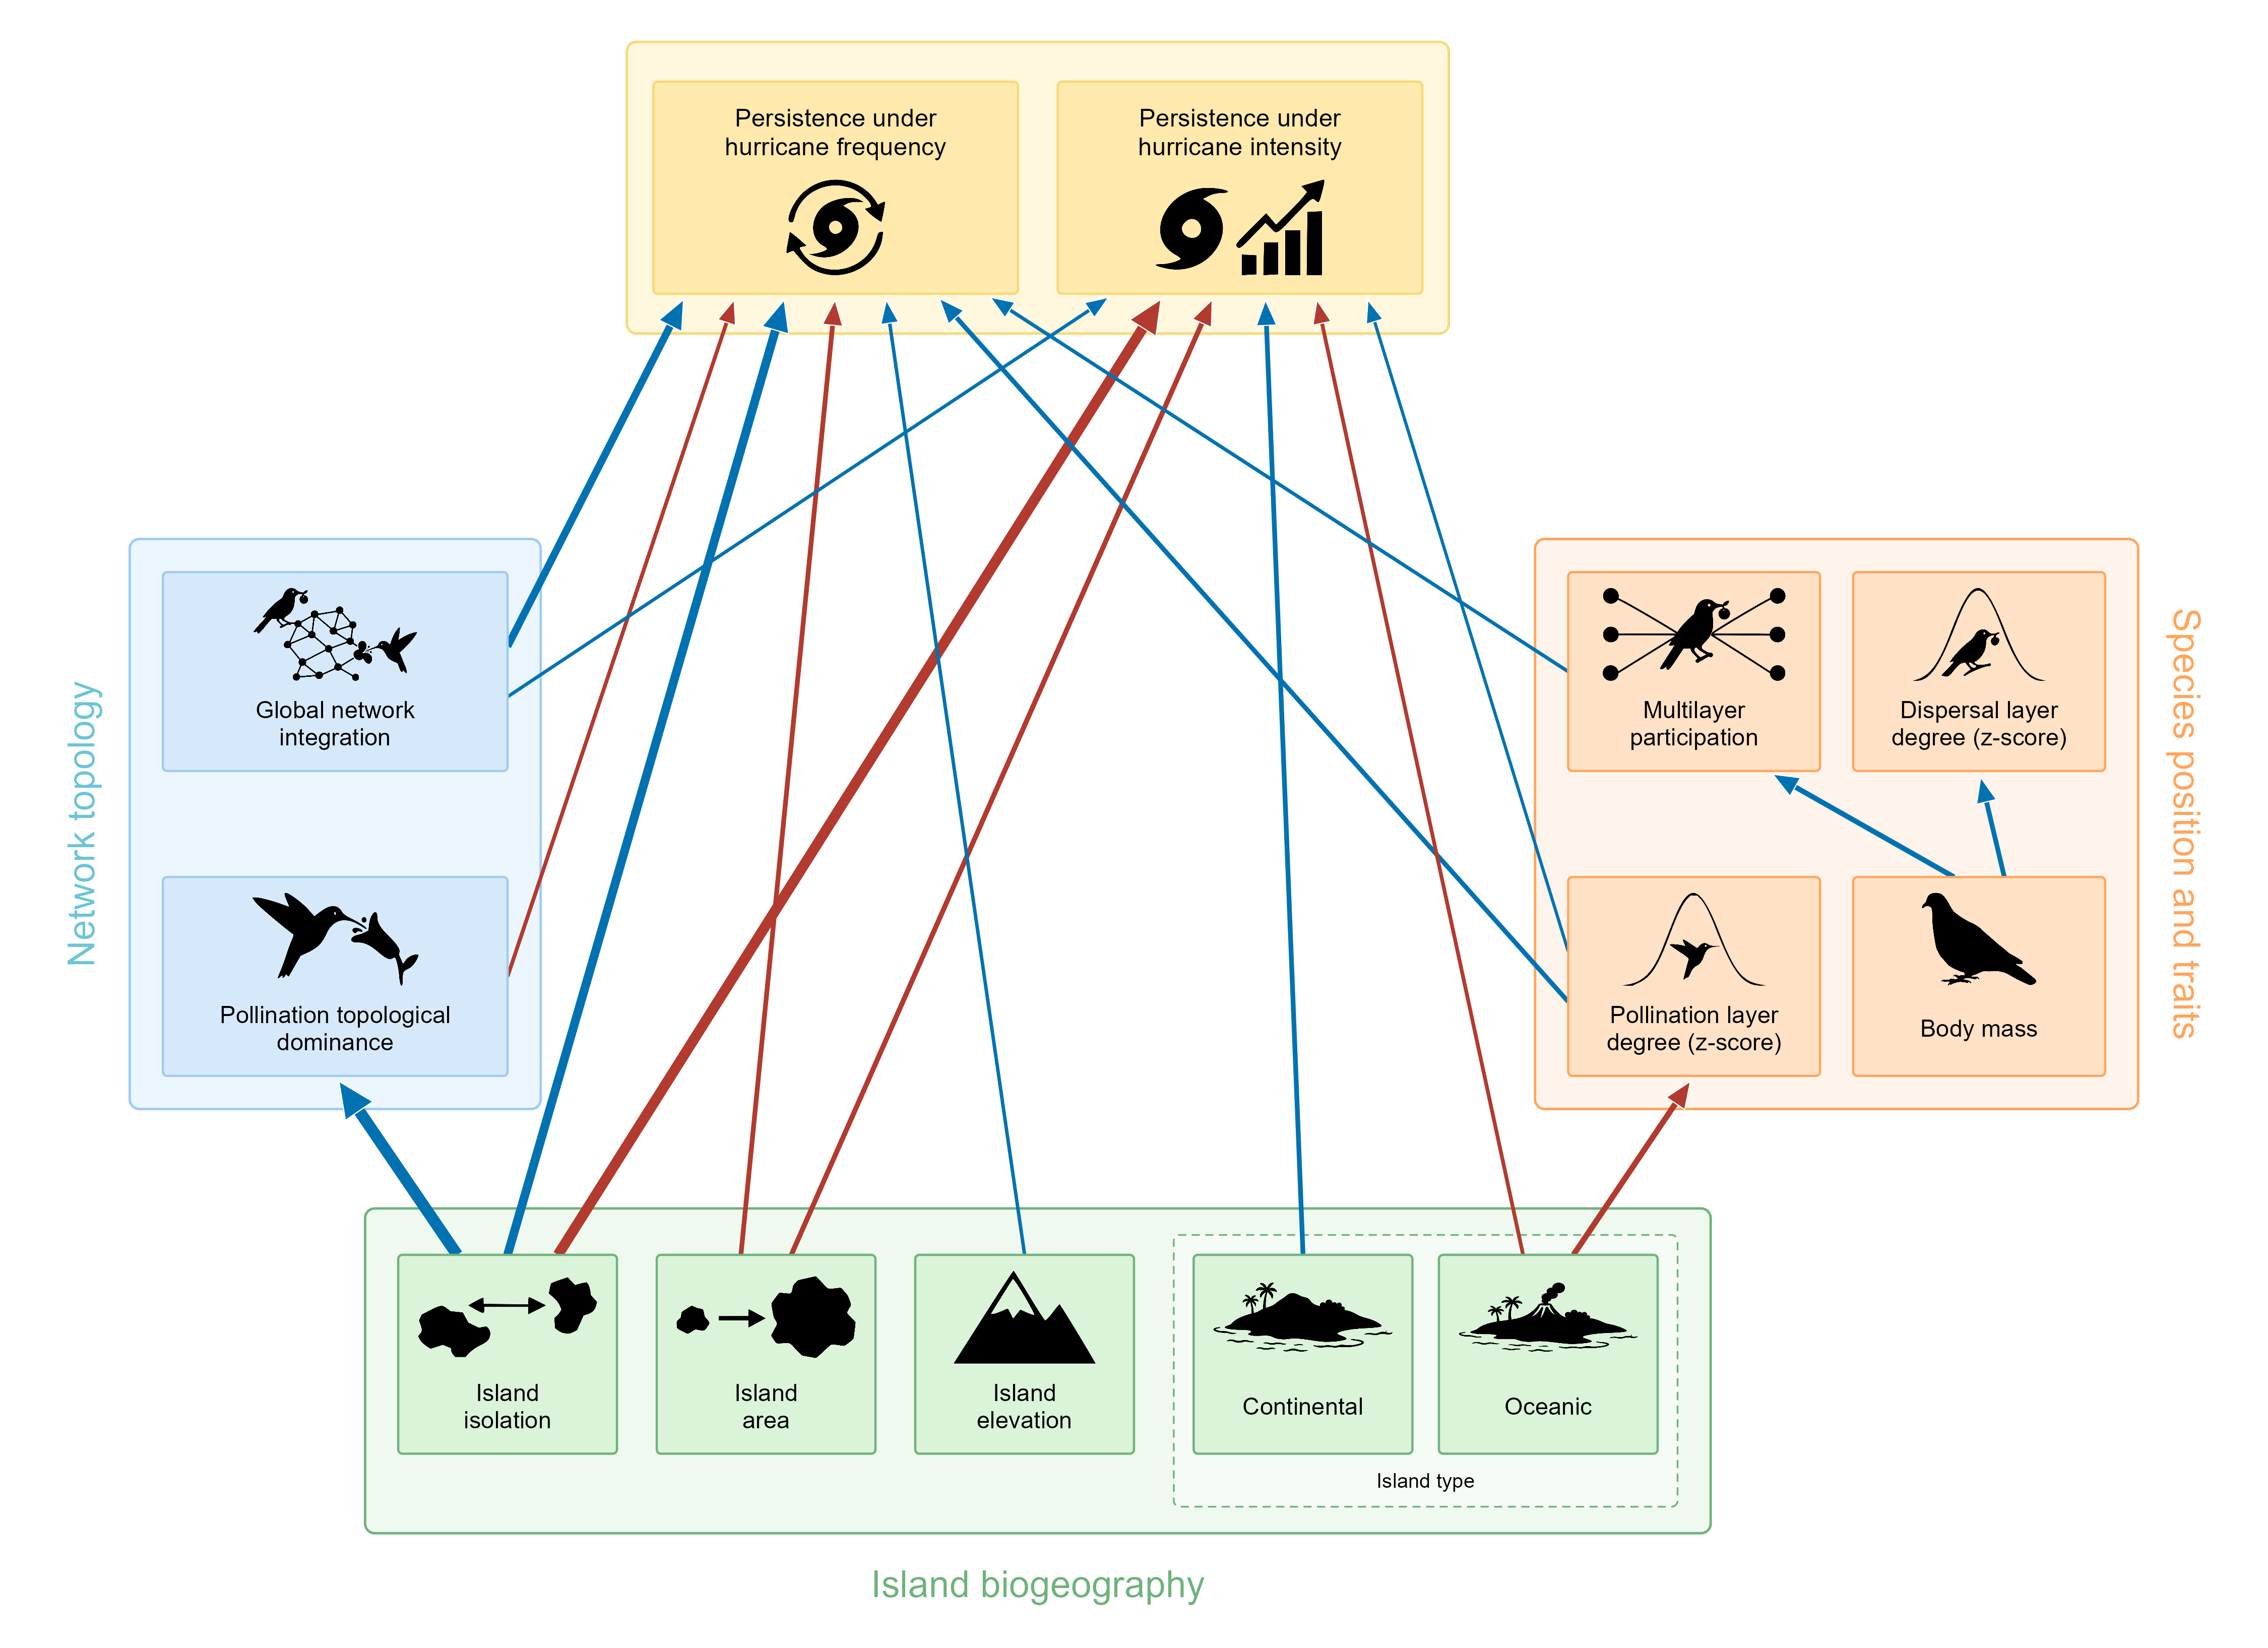 Persistence under
hurricane frequency
Persistence under
hurricane intensity
Network topology
Global network
integration
Pollination topological
dominance
Species position and traits
Multilayer
participation
Dispersal layer
degree (z-score)
Pollination layer
degree (z-score)
Body mass
Island
isolation
Island
area
Island
elevation
Continental
Oceanic
Island type
Island biogeography